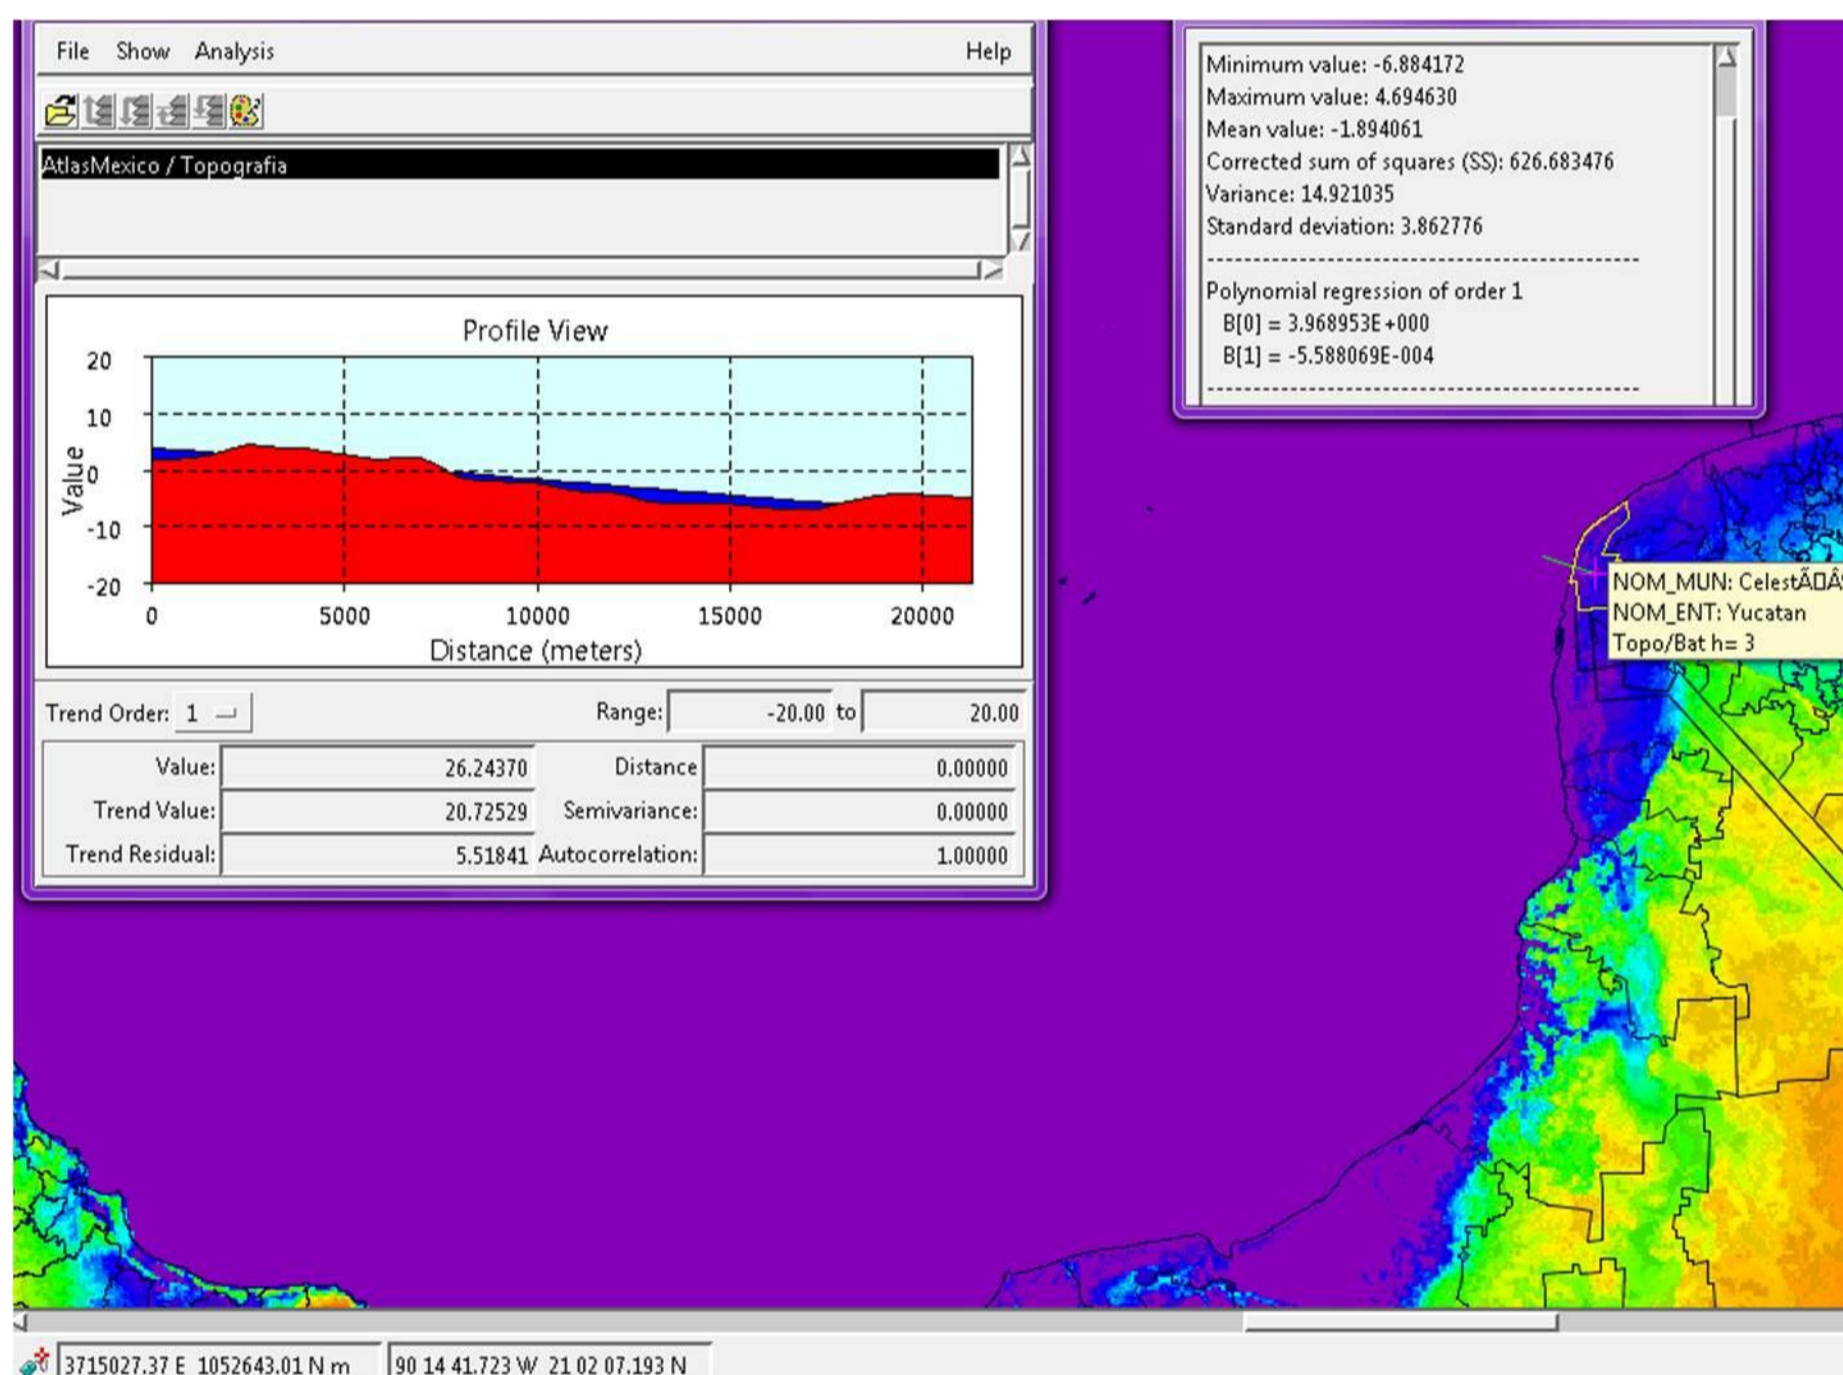 File Show Analysis Help
AtlasMexico / Topografia
Profile View
20
10
0
-10
-20
Value
0 5000 10000 15000 20000
Distance (meters)
Trend Order: 1 Range: -20.00 to 20.00
Value: 26.24370 Distance 0.00000
Trend Value: 20.72529 Semivariance: 0.00000
Trend Residual: 5.51841 Autocorrelation: 1.00000
Minimum value: -6.884172
Maximum value: 4.694630
Mean value: -1.894061
Corrected sum of squares (SS): 626.683476
Variance: 14.921035
Standard deviation: 3.862776
--------------------------------------------
Polynomial regression of order 1
B[0] = 3.968953E+000
B[1] = -5.588069E-004
--------------------------------------------
NOM_MUN:
NOM_ENT: Yucatan
Topo/Bat h= 3
3715027.37 E 1052643.01 N m 90 14 41.723 W 21 02 07.193 N